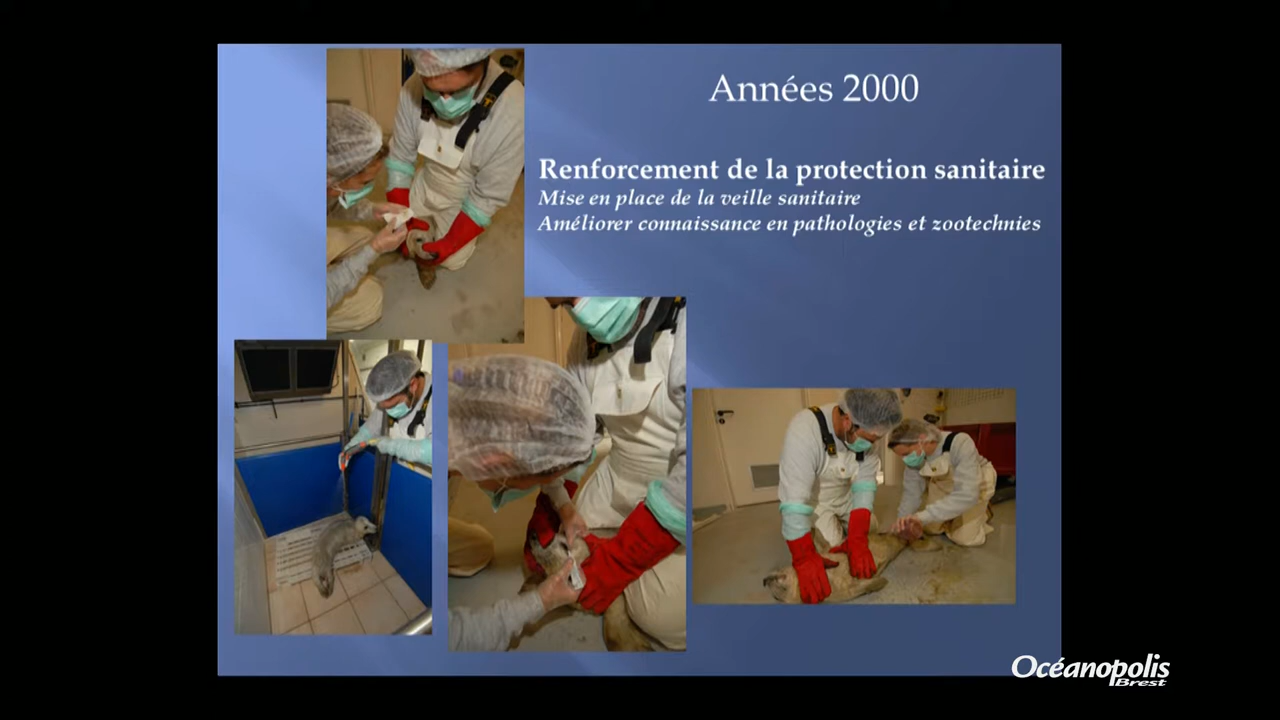 Années 2000
Renforcement de la protection sanitaire
Mise en place de la veille sanitaire
Améliorer connaissance en pathologies et zootechnies
Océanopolis
Brest